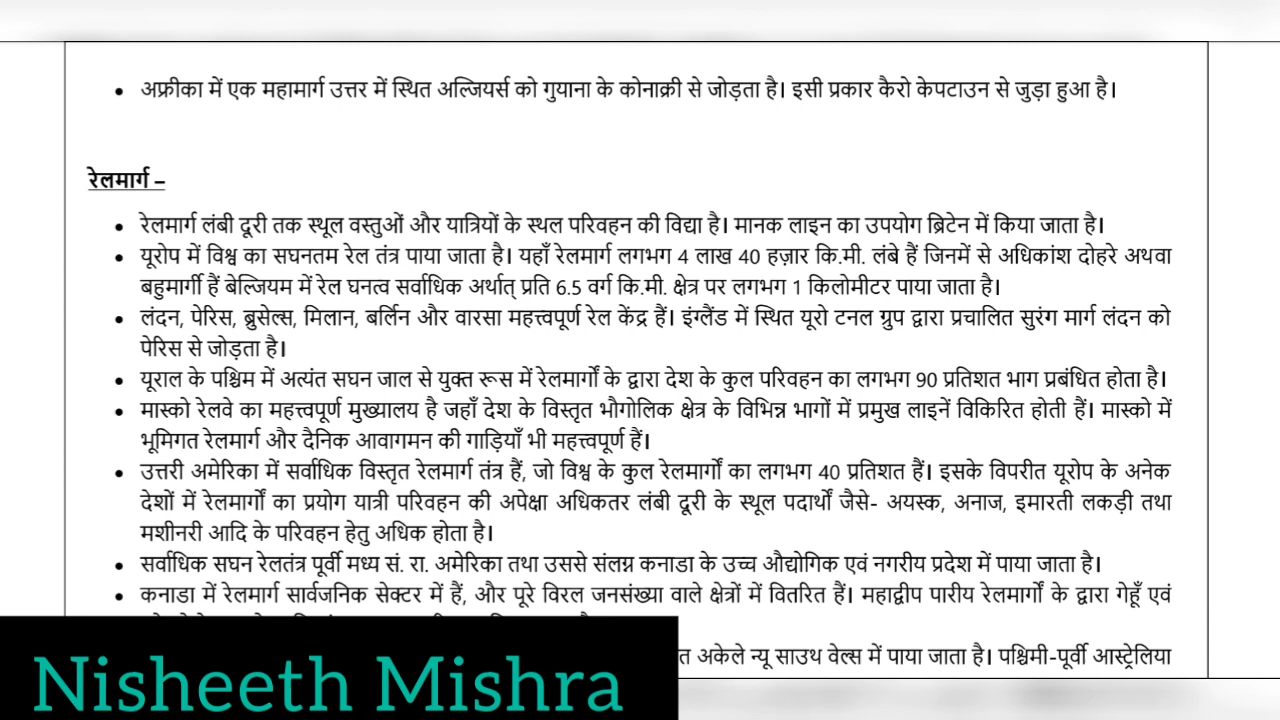 • अफ्रीका में एक महामार्ग उत्तर में स्थित अल्जियर्स को गुयाना के कोनाक्री से जोड़ता है। इसी प्रकार कैरो केपटाउन से जुड़ा हुआ है।
रेलमार्ग –
• रेलमार्ग लंबी दूरी तक स्थूल वस्तुओं और यात्रियों के स्थल परिवहन की विद्या है। मानक लाइन का उपयोग ब्रिटेन में किया जाता है।
• यूरोप में विश्व का सघनतम रेल तंत्र पाया जाता है। यहाँ रेलमार्ग लगभग 4 लाख 40 हज़ार कि.मी. लंबे हैं जिनमें से अधिकांश दोहरे अथवा
बहुमार्गी हैं बेल्जियम में रेल घनत्व सर्वाधिक अर्थात् प्रति 6.5 वर्ग कि.मी. क्षेत्र पर लगभग 1 किलोमीटर पाया जाता है।
• लंदन, पेरिस, ब्रुसेल्स, मिलान, बर्लिन और वारसा महत्त्वपूर्ण रेल केंद्र हैं। इंग्लैंड में स्थित यूरो टनल ग्रुप द्वारा प्रचालित सुरंग मार्ग लंदन को
पेरिस से जोड़ता है।
• यूराल के पश्चिम में अत्यंत सघन जाल से युक्त रूस में रेलमार्गों के द्वारा देश के कुल परिवहन का लगभग 90 प्रतिशत भाग प्रबंधित होता है।
• मास्को रेलवे का महत्त्वपूर्ण मुख्यालय है जहाँ देश के विस्तृत भौगोलिक क्षेत्र के विभिन्न भागों में प्रमुख लाइनें विकिरित होती हैं। मास्को में
भूमिगत रेलमार्ग और दैनिक आवागमन की गाड़ियाँ भी महत्त्वपूर्ण हैं।
• उत्तरी अमेरिका में सर्वाधिक विस्तृत रेलमार्ग तंत्र हैं, जो विश्व के कुल रेलमार्गों का लगभग 40 प्रतिशत हैं। इसके विपरीत यूरोप के अनेक
देशों में रेलमार्गों का प्रयोग यात्री परिवहन की अपेक्षा अधिकतर लंबी दूरी के स्थूल पदार्थों जैसे- अयस्क, अनाज, इमारती लकड़ी तथा
मशीनरी आदि के परिवहन हेतु अधिक होता है।
• सर्वाधिक सघन रेलतंत्र पूर्वी मध्य सं. रा. अमेरिका तथा उससे संलग्न कनाडा के उच्च औद्योगिक एवं नगरीय प्रदेश में पाया जाता है।
• कनाडा में रेलमार्ग सार्वजनिक सेक्टर में हैं, और पूरे विरल जनसंख्या वाले क्षेत्रों में वितरित हैं। महाद्वीप पारीय रेलमार्गों के द्वारा गेहूँ एवं
अकेले न्यू साउथ वेल्स में पाया जाता है। पश्चिमी-पूर्वी आस्ट्रेलिया
Nisheeth Mishra